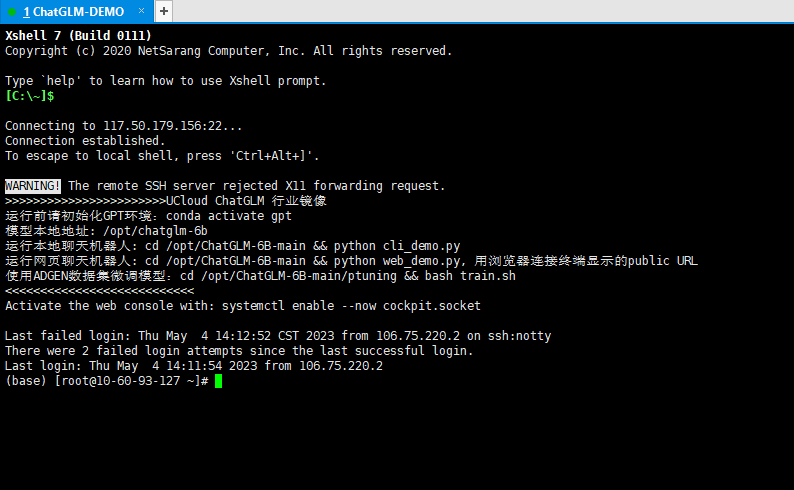 1 ChatGLM-DEMO × +
Xshell 7 (Build 0111)
Copyright (c) 2020 NetSarang Computer, Inc. All rights reserved.
Type `help' to learn how to use Xshell prompt.
[C:\~]$
Connecting to 117.50.179.156:22...
Connection established.
To escape to local shell, press 'Ctrl+Alt+]'.
WARNING! The remote SSH server rejected X11 forwarding request.
>>>>>>>>>>>>>>>>>>>>>>>UCloud ChatGLM 行业镜像
运行前请初始化GPT环境：conda activate gpt
模型本地地址: /opt/chatglm-6b
运行本地聊天机器人: cd /opt/ChatGLM-6B-main && python cli_demo.py
运行网页聊天机器人: cd /opt/ChatGLM-6B-main && python web_demo.py, 用浏览器连接终端显示的public URL
使用ADGEN数据集微调模型：cd /opt/ChatGLM-6B-main/ptuning && bash train.sh
<<<<<<<<<<<<<<<<<<<<<<<<<<<
Activate the web console with: systemctl enable --now cockpit.socket
Last failed login: Thu May  4 14:12:52 CST 2023 from 106.75.220.2 on ssh:notty
There were 2 failed login attempts since the last successful login.
Last login: Thu May  4 14:11:54 2023 from 106.75.220.2
(base) [root@10-60-93-127 ~]#